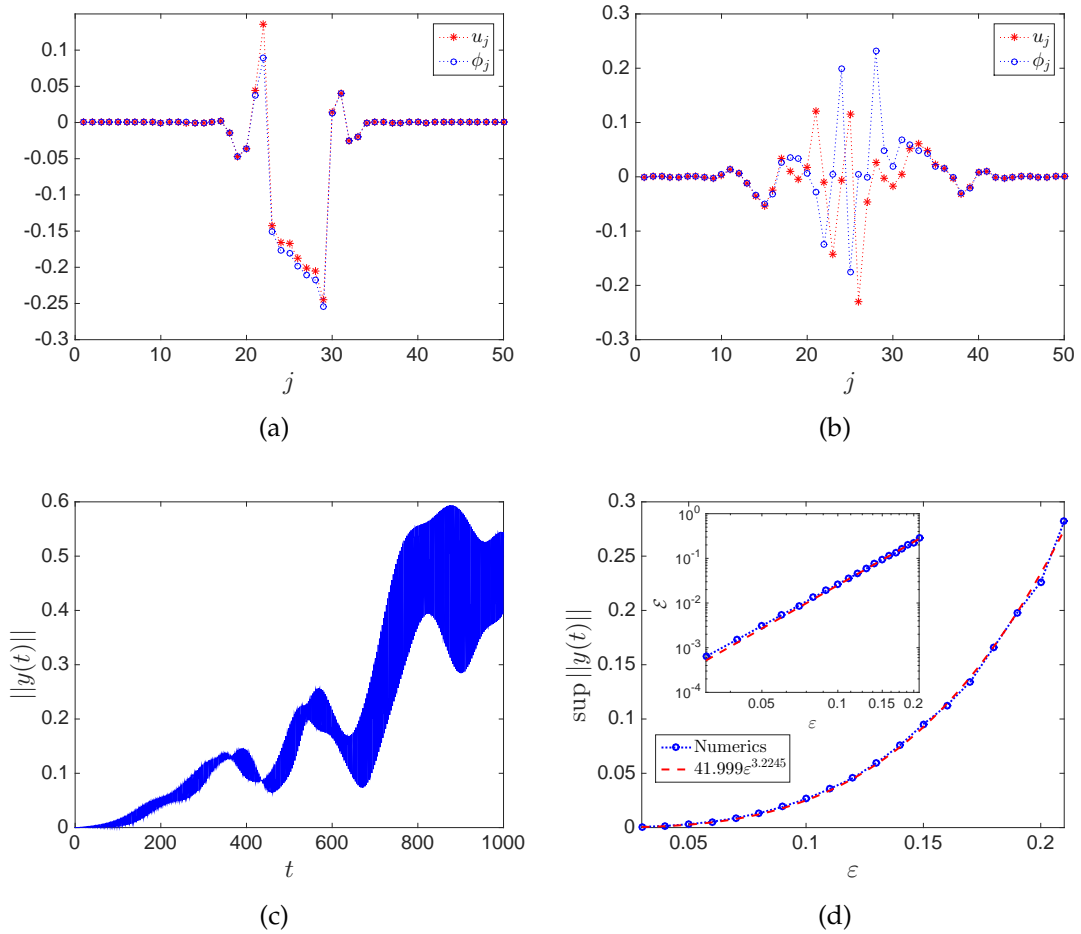 0.1
0.05
0
-0.05
-0.1
-0.15
-0.2
-0.25
-0.3
0 10 20 30 40 50
j
u_j
ϕ_j
(a)
0.3
0.2
0.1
0
-0.1
-0.2
-0.3
0 10 20 30 40 50
j
u_j
ϕ_j
(b)
0.6
0.5
0.4
0.3
0.2
0.1
0
0 200 400 600 800 1000
||y(t)||
t
(c)
0.3
0.25
0.2
0.15
0.1
0.05
0
0.05 0.1 0.15 0.2
sup ||y(t)||
ε
10^0
10^-1
10^-2
10^-3
10^-4
0.05 0.1 0.15 0.2
ℰ
ε
Numerics
41.999ε^3.2245
(d)